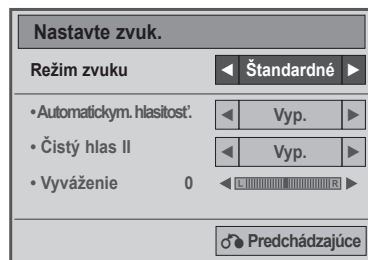 Nastavte zvuk.
Režim zvuku ◀ Štandardné ▶
• Automatickym. hlasitosť. ◀ Vyp. ▶
• Čistý hlas II ◀ Vyp. ▶
• Vyváženie 0 ◀ L R ▶
Predchádzajúce